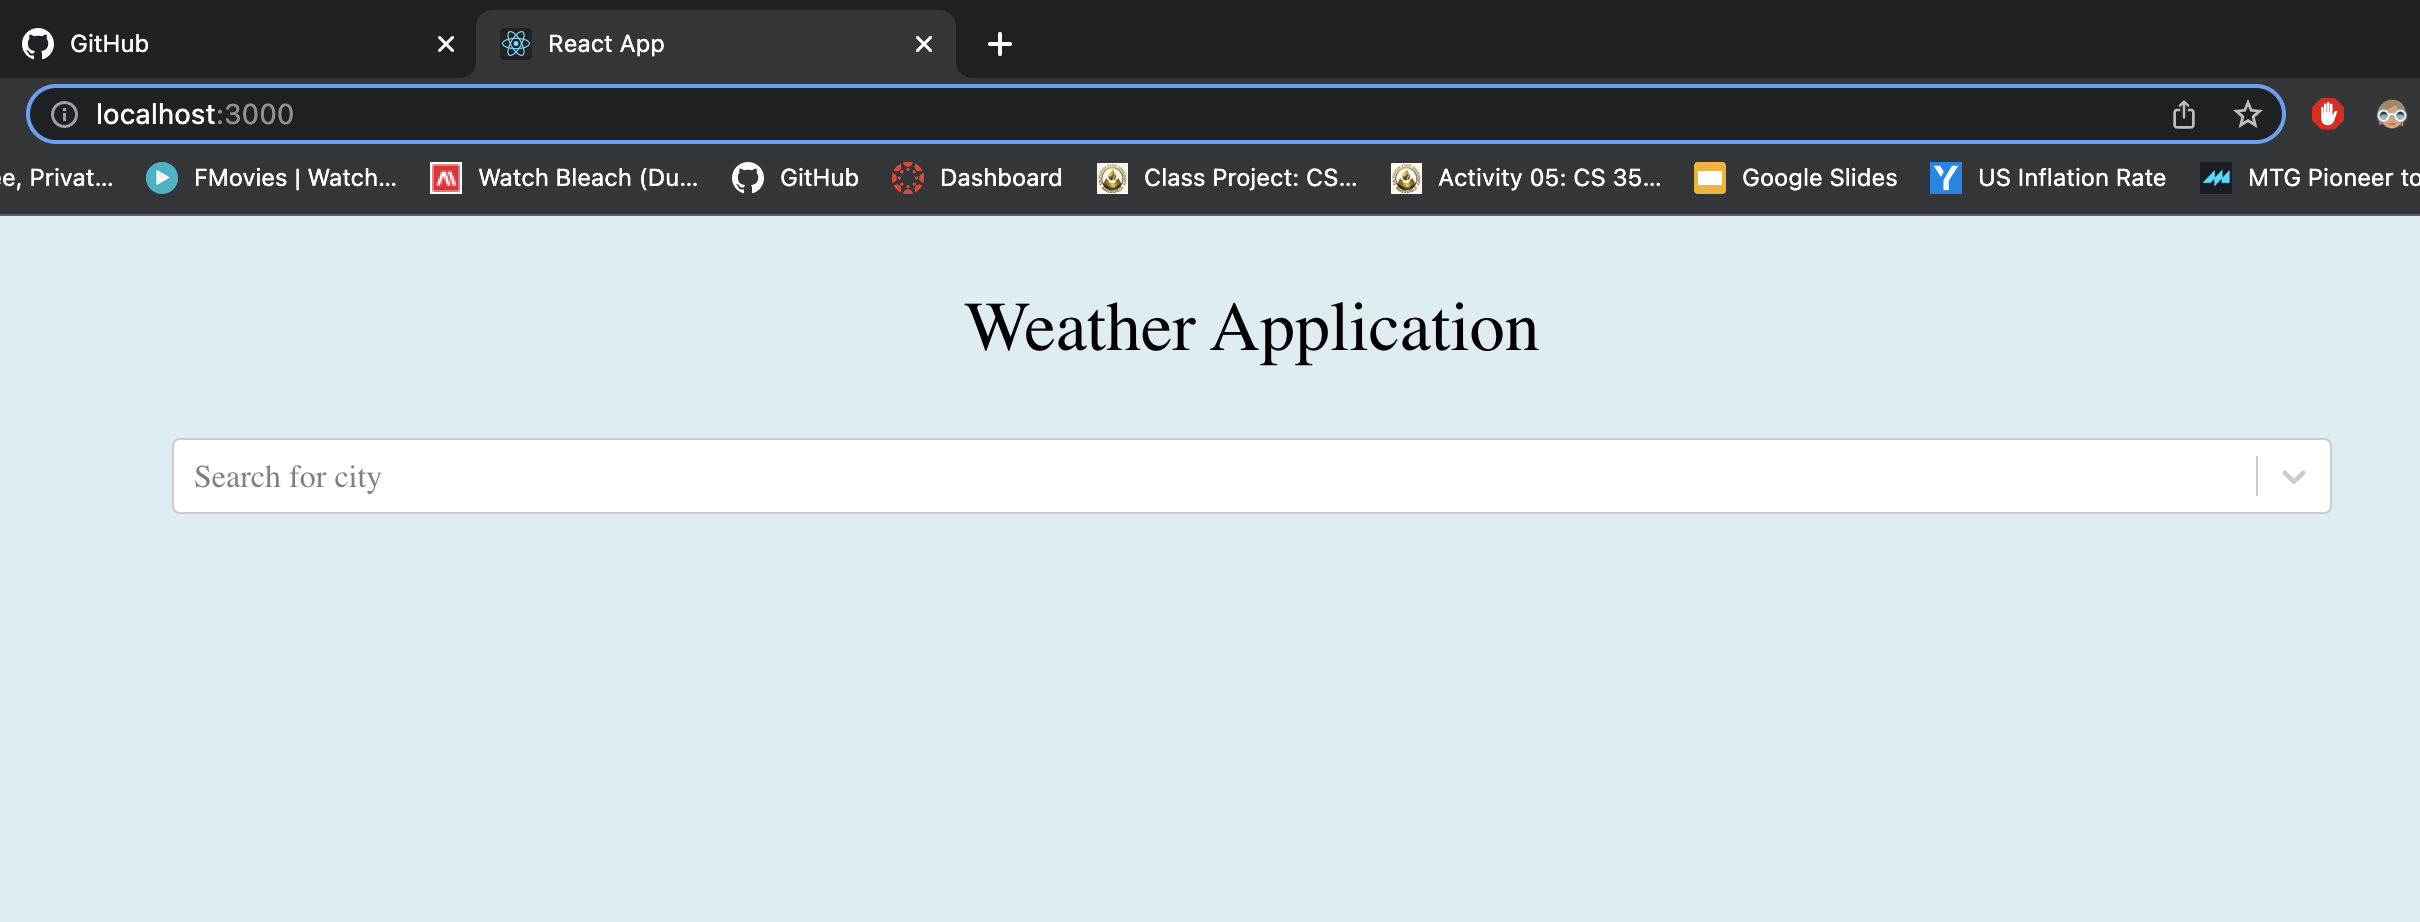 GitHub React App
localhost:3000
e, Privat... FMovies | Watch... Watch Bleach (Du... GitHub Dashboard Class Project: CS... Activity 05: CS 35... Google Slides US Inflation Rate MTG Pioneer to
Weather Application
Search for city